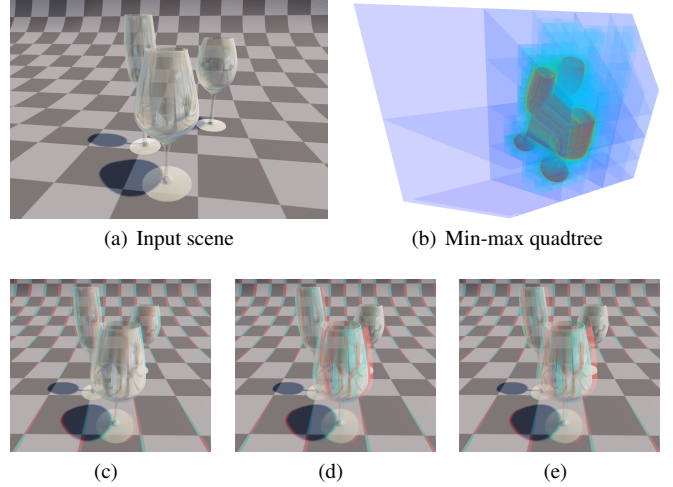 (a) Input scene
(b) Min-max quadtree
(c)
(d)
(e)